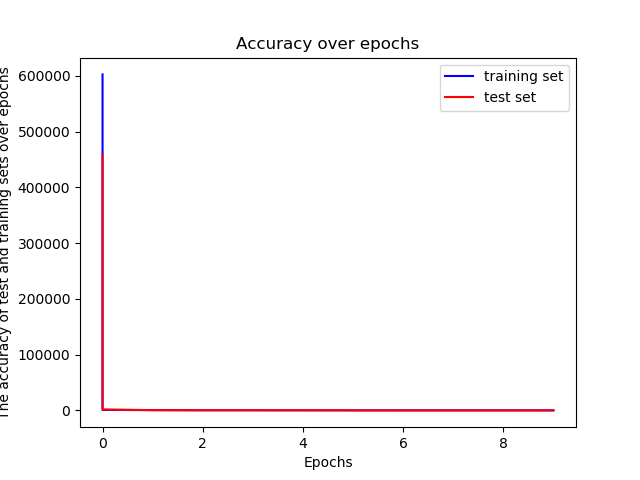 Accuracy over epochs
The accuracy of test and training sets over epochs
600000
500000
400000
300000
200000
100000
0
training set
test set
0 2 4 6 8
Epochs